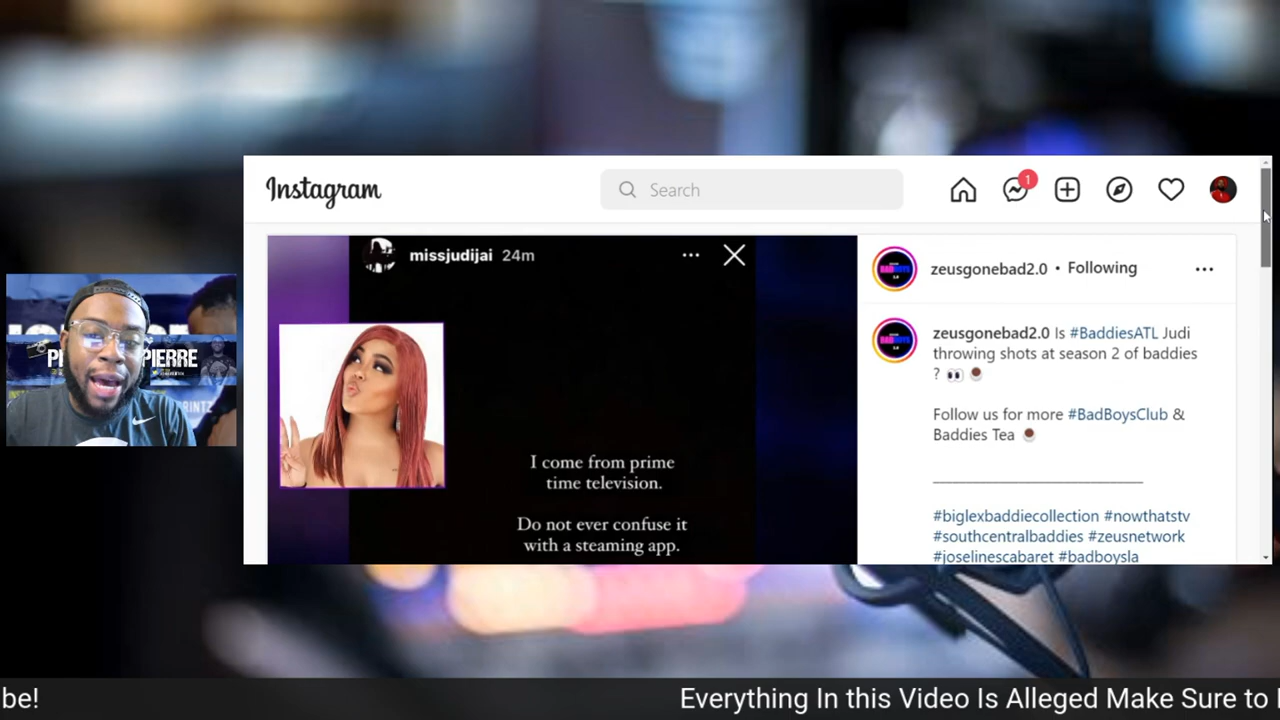 Instagram
Search
1
missjudijai 24m
zeusgonebad2.0 • Following
I come from prime
time television.
Do not ever confuse it
with a steaming app.
zeusgonebad2.0 Is #BaddiesATL Judi
throwing shots at season 2 of baddies
? 👀 ☕
Follow us for more #BadBoysClub &
Baddies Tea ☕
#biglexbaddiecollection #nowthatstv
#southcentralbaddies #zeusnetwork
#joselinescabaret #badboysla
PIERRE
be!
Everything In this Video Is Alleged Make Sure to